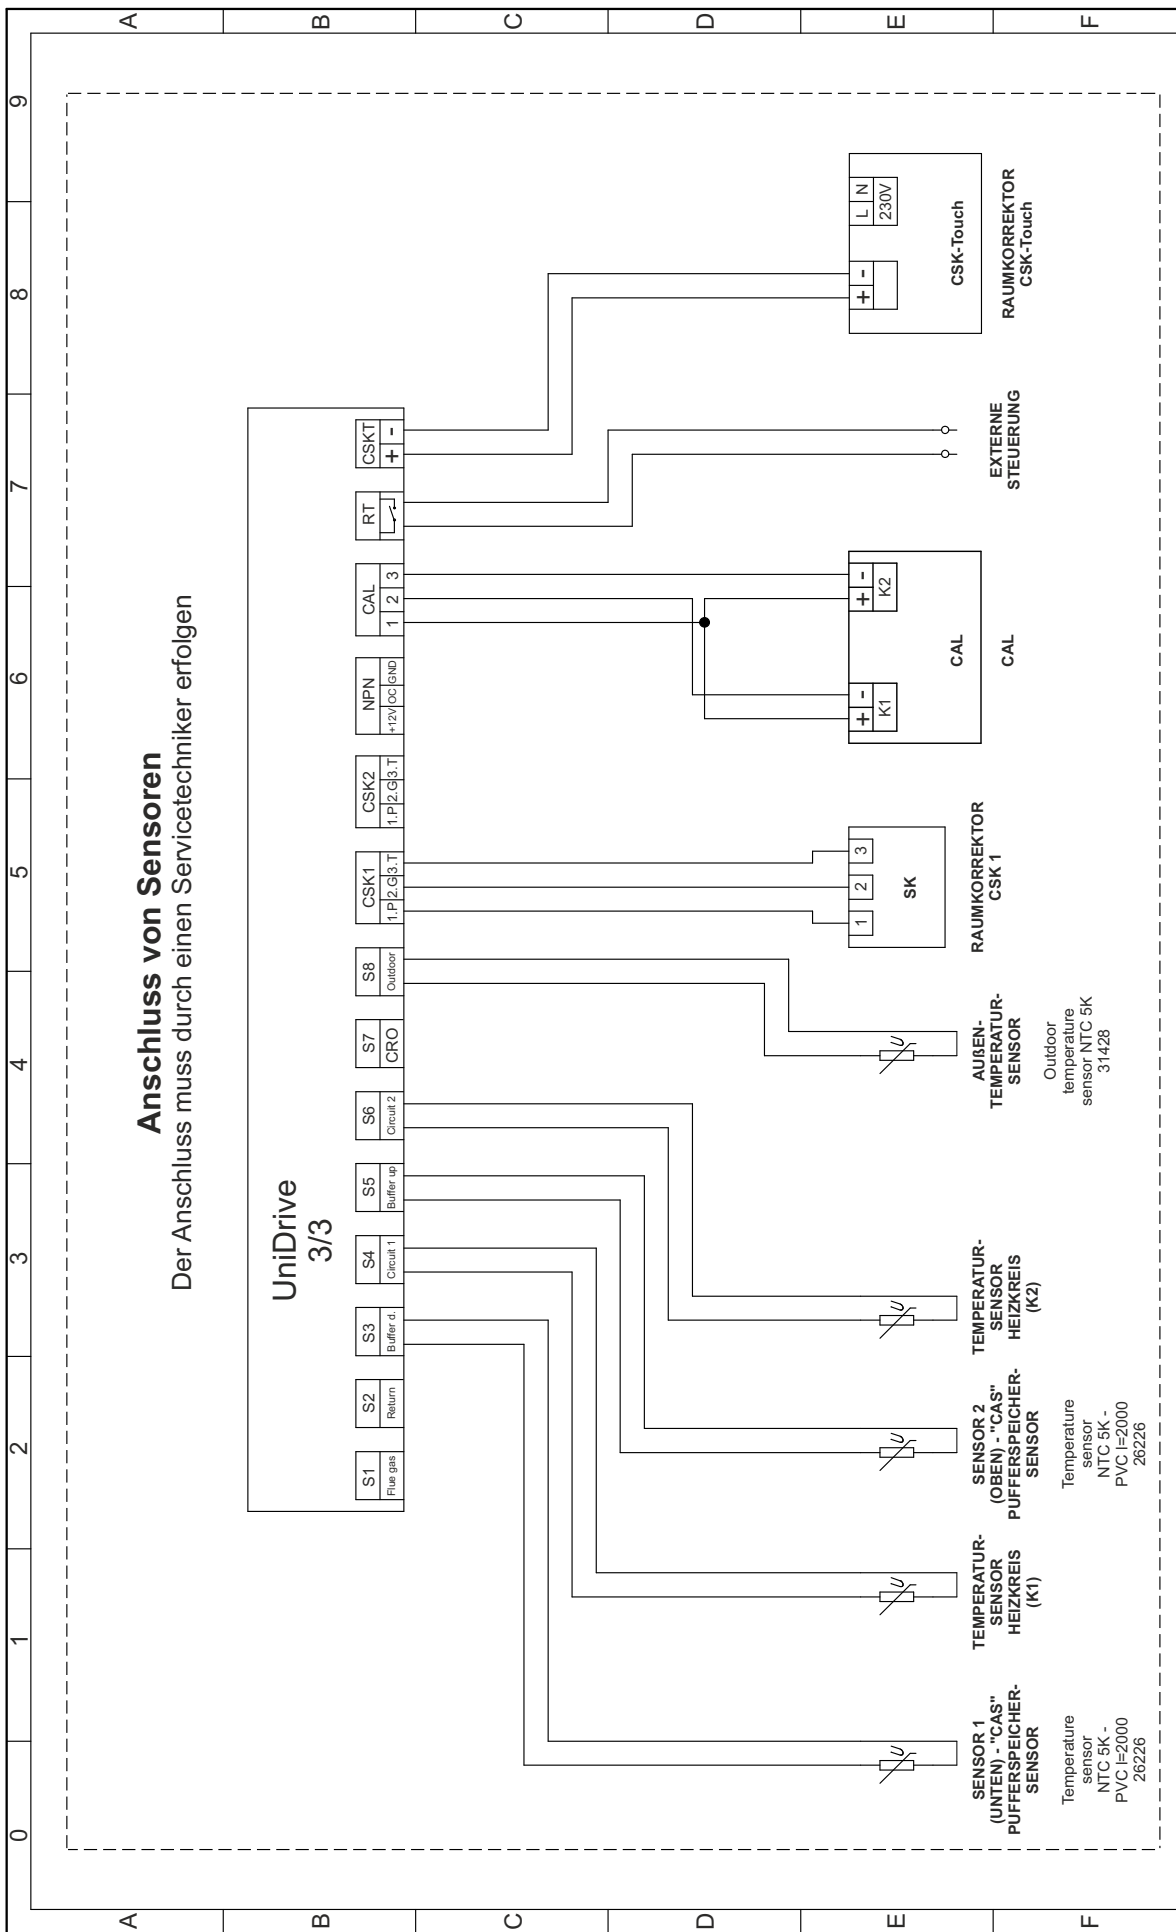 0 1 2 3 4 5 6 7 8 9
A
A
B
B
C
C
D
D
E
E
F
F
Anschluss von Sensoren
Der Anschluss muss durch einen Servicetechniker erfolgen
UniDrive
3/3
S1
Flue gas
S2
Return
S3
Buffer d.
S4
Circuit 1
S5
Buffer up
S6
Circuit 2
S7
CRO
S8
Outdoor
CSK1
1.P 2.G 3.T
CSK2
1.P 2.G 3.T
NPN
+12V OC GND
CAL
1 2 3
RT
CSKT
+ -
SENSOR 1
(UNTEN) - "CAS"
PUFFERSPEICHER-
SENSOR
Temperature
sensor
NTC 5K -
PVC l=2000
26226
TEMPERATUR-
SENSOR
HEIZKREIS
(K1)
SENSOR 2
(OBEN) - "CAS"
PUFFERSPEICHER-
SENSOR
Temperature
sensor
NTC 5K -
PVC l=2000
26226
TEMPERATUR-
SENSOR
HEIZKREIS
(K2)
AUßEN-
TEMPERATUR-
SENSOR
Outdoor
temperature
sensor NTC 5K
31428
1 2 3
SK
RAUMKORREKTOR
CSK 1
+ -
K1
+ -
K2
CAL
CAL
EXTERNE
STEUERUNG
+ -
L N
230V
CSK-Touch
RAUMKORREKTOR
CSK-Touch